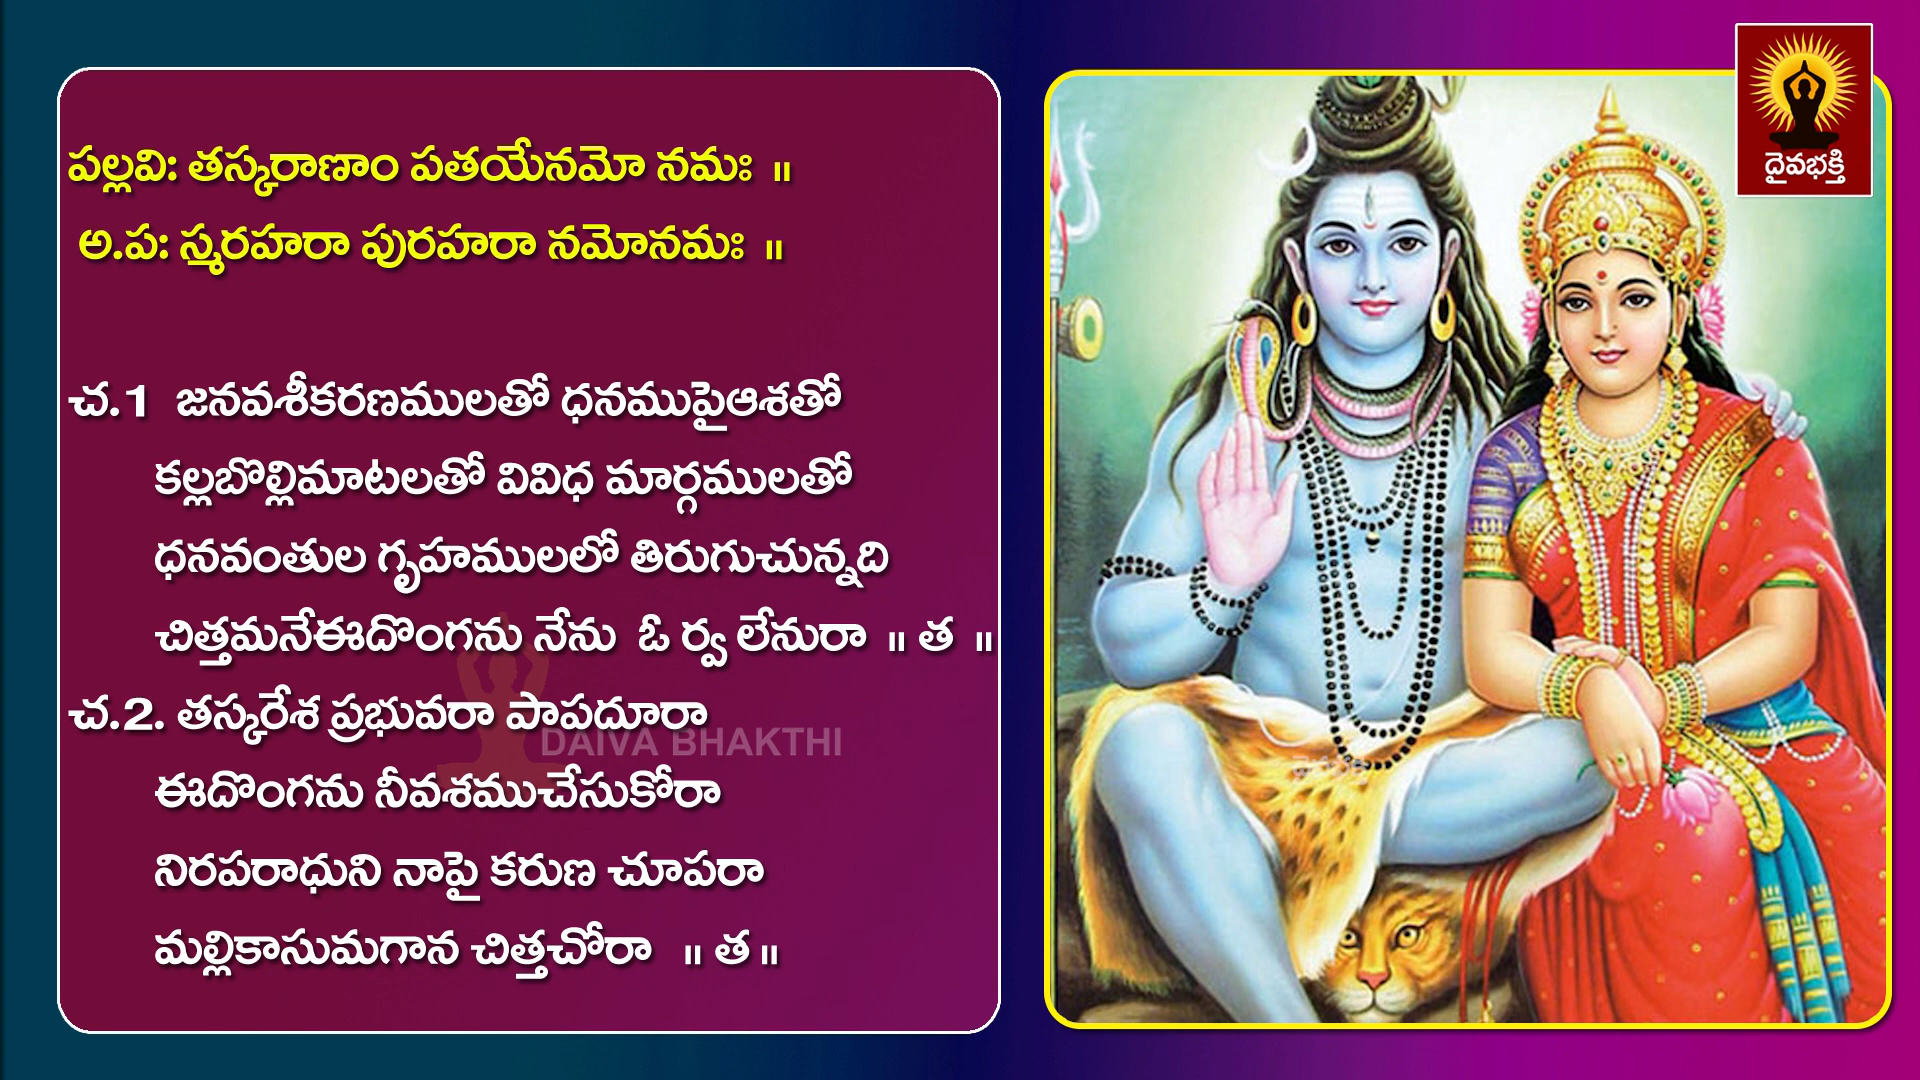 పల్లవి: తస్కరాణాం పతయేనమో నమః ॥
అ.ప: స్మరహరా పురహరా నమోనమః ॥
చ.1 జనవశీకరణములతో ధనముపైఆశతో
కల్లబొల్లిమాటలతో వివిధ మార్గములతో
ధనవంతుల గృహములలో తిరుగుచున్నది
చిత్తమనేఈదొంగను నేను ఓ ర్వ లేనురా ॥ త ॥
చ.2. తస్కరేశ ప్రభువరా పాపదూరా
ఈదొంగను నీవశముచేసుకోరా
నిరపరాధుని నాపై కరుణ చూపరా
మల్లికాసుమగాన చిత్తచోరా ॥ త॥
DAIVA BHAKTHI
దైవభక్తి